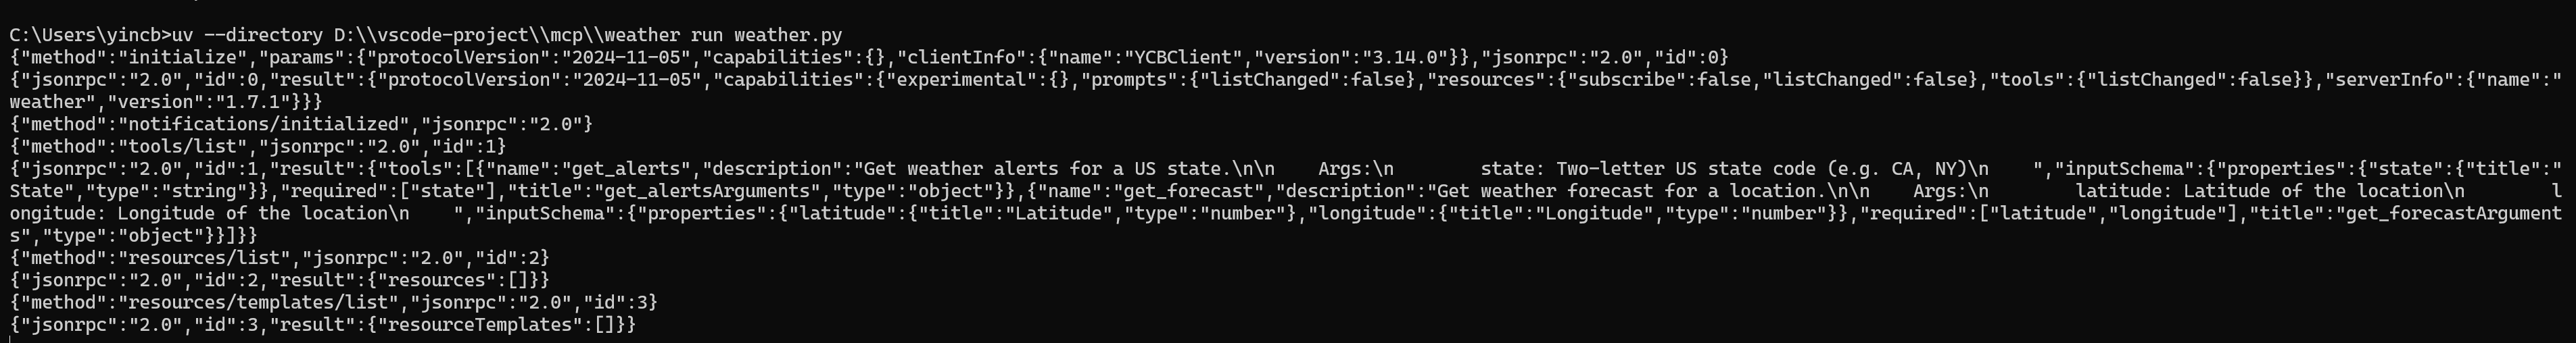 C:\Users\yincb>uv --directory D:\\vscode-project\\mcp\\weather run weather.py
{"method":"initialize","params":{"protocolVersion":"2024-11-05","capabilities":{},"clientInfo":{"name":"YCBClient","version":"3.14.0"}},"jsonrpc":"2.0","id":0}
{"jsonrpc":"2.0","id":0,"result":{"protocolVersion":"2024-11-05","capabilities":{"experimental":{},"prompts":{"listChanged":false},"resources":{"subscribe":false,"listChanged":false},"tools":{"listChanged":false}},"serverInfo":{"name":"
weather","version":"1.7.1"}}}
{"method":"notifications/initialized","jsonrpc":"2.0"}
{"method":"tools/list","jsonrpc":"2.0","id":1}
{"jsonrpc":"2.0","id":1,"result":{"tools":[{"name":"get_alerts","description":"Get weather alerts for a US state.\n\n    Args:\n        state: Two-letter US state code (e.g. CA, NY)\n    ","inputSchema":{"properties":{"state":{"title":"
State","type":"string"}},"required":["state"],"title":"get_alertsArguments","type":"object"}},{"name":"get_forecast","description":"Get weather forecast for a location.\n\n    Args:\n        latitude: Latitude of the location\n        l
ongitude: Longitude of the location\n    ","inputSchema":{"properties":{"latitude":{"title":"Latitude","type":"number"},"longitude":{"title":"Longitude","type":"number"}},"required":["latitude","longitude"],"title":"get_forecastArgument
s","type":"object"}}]}}
{"method":"resources/list","jsonrpc":"2.0","id":2}
{"jsonrpc":"2.0","id":2,"result":{"resources":[]}}
{"method":"resources/templates/list","jsonrpc":"2.0","id":3}
{"jsonrpc":"2.0","id":3,"result":{"resourceTemplates":[]}}